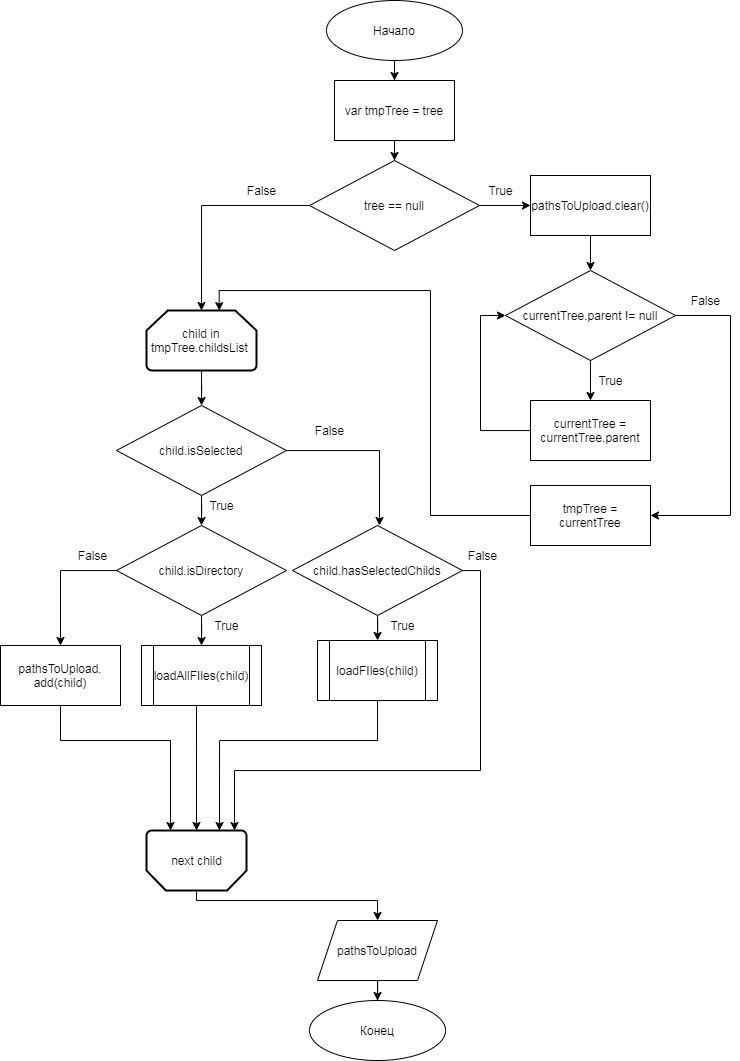 Начало
var tmpTree = tree
False
True
tree == null
pathsToUpload.clear()
currentTree.parent != null
False
True
child in
tmpTree.childsList
currentTree =
currentTree.parent
child.isSelected
False
True
tmpTree =
currentTree
False
child.isDirectory
child.hasSelectedChilds
False
True
True
pathsToUpload.
add(child)
loadAllFIles(child)
loadFIles(child)
next child
pathsToUpload
Конец